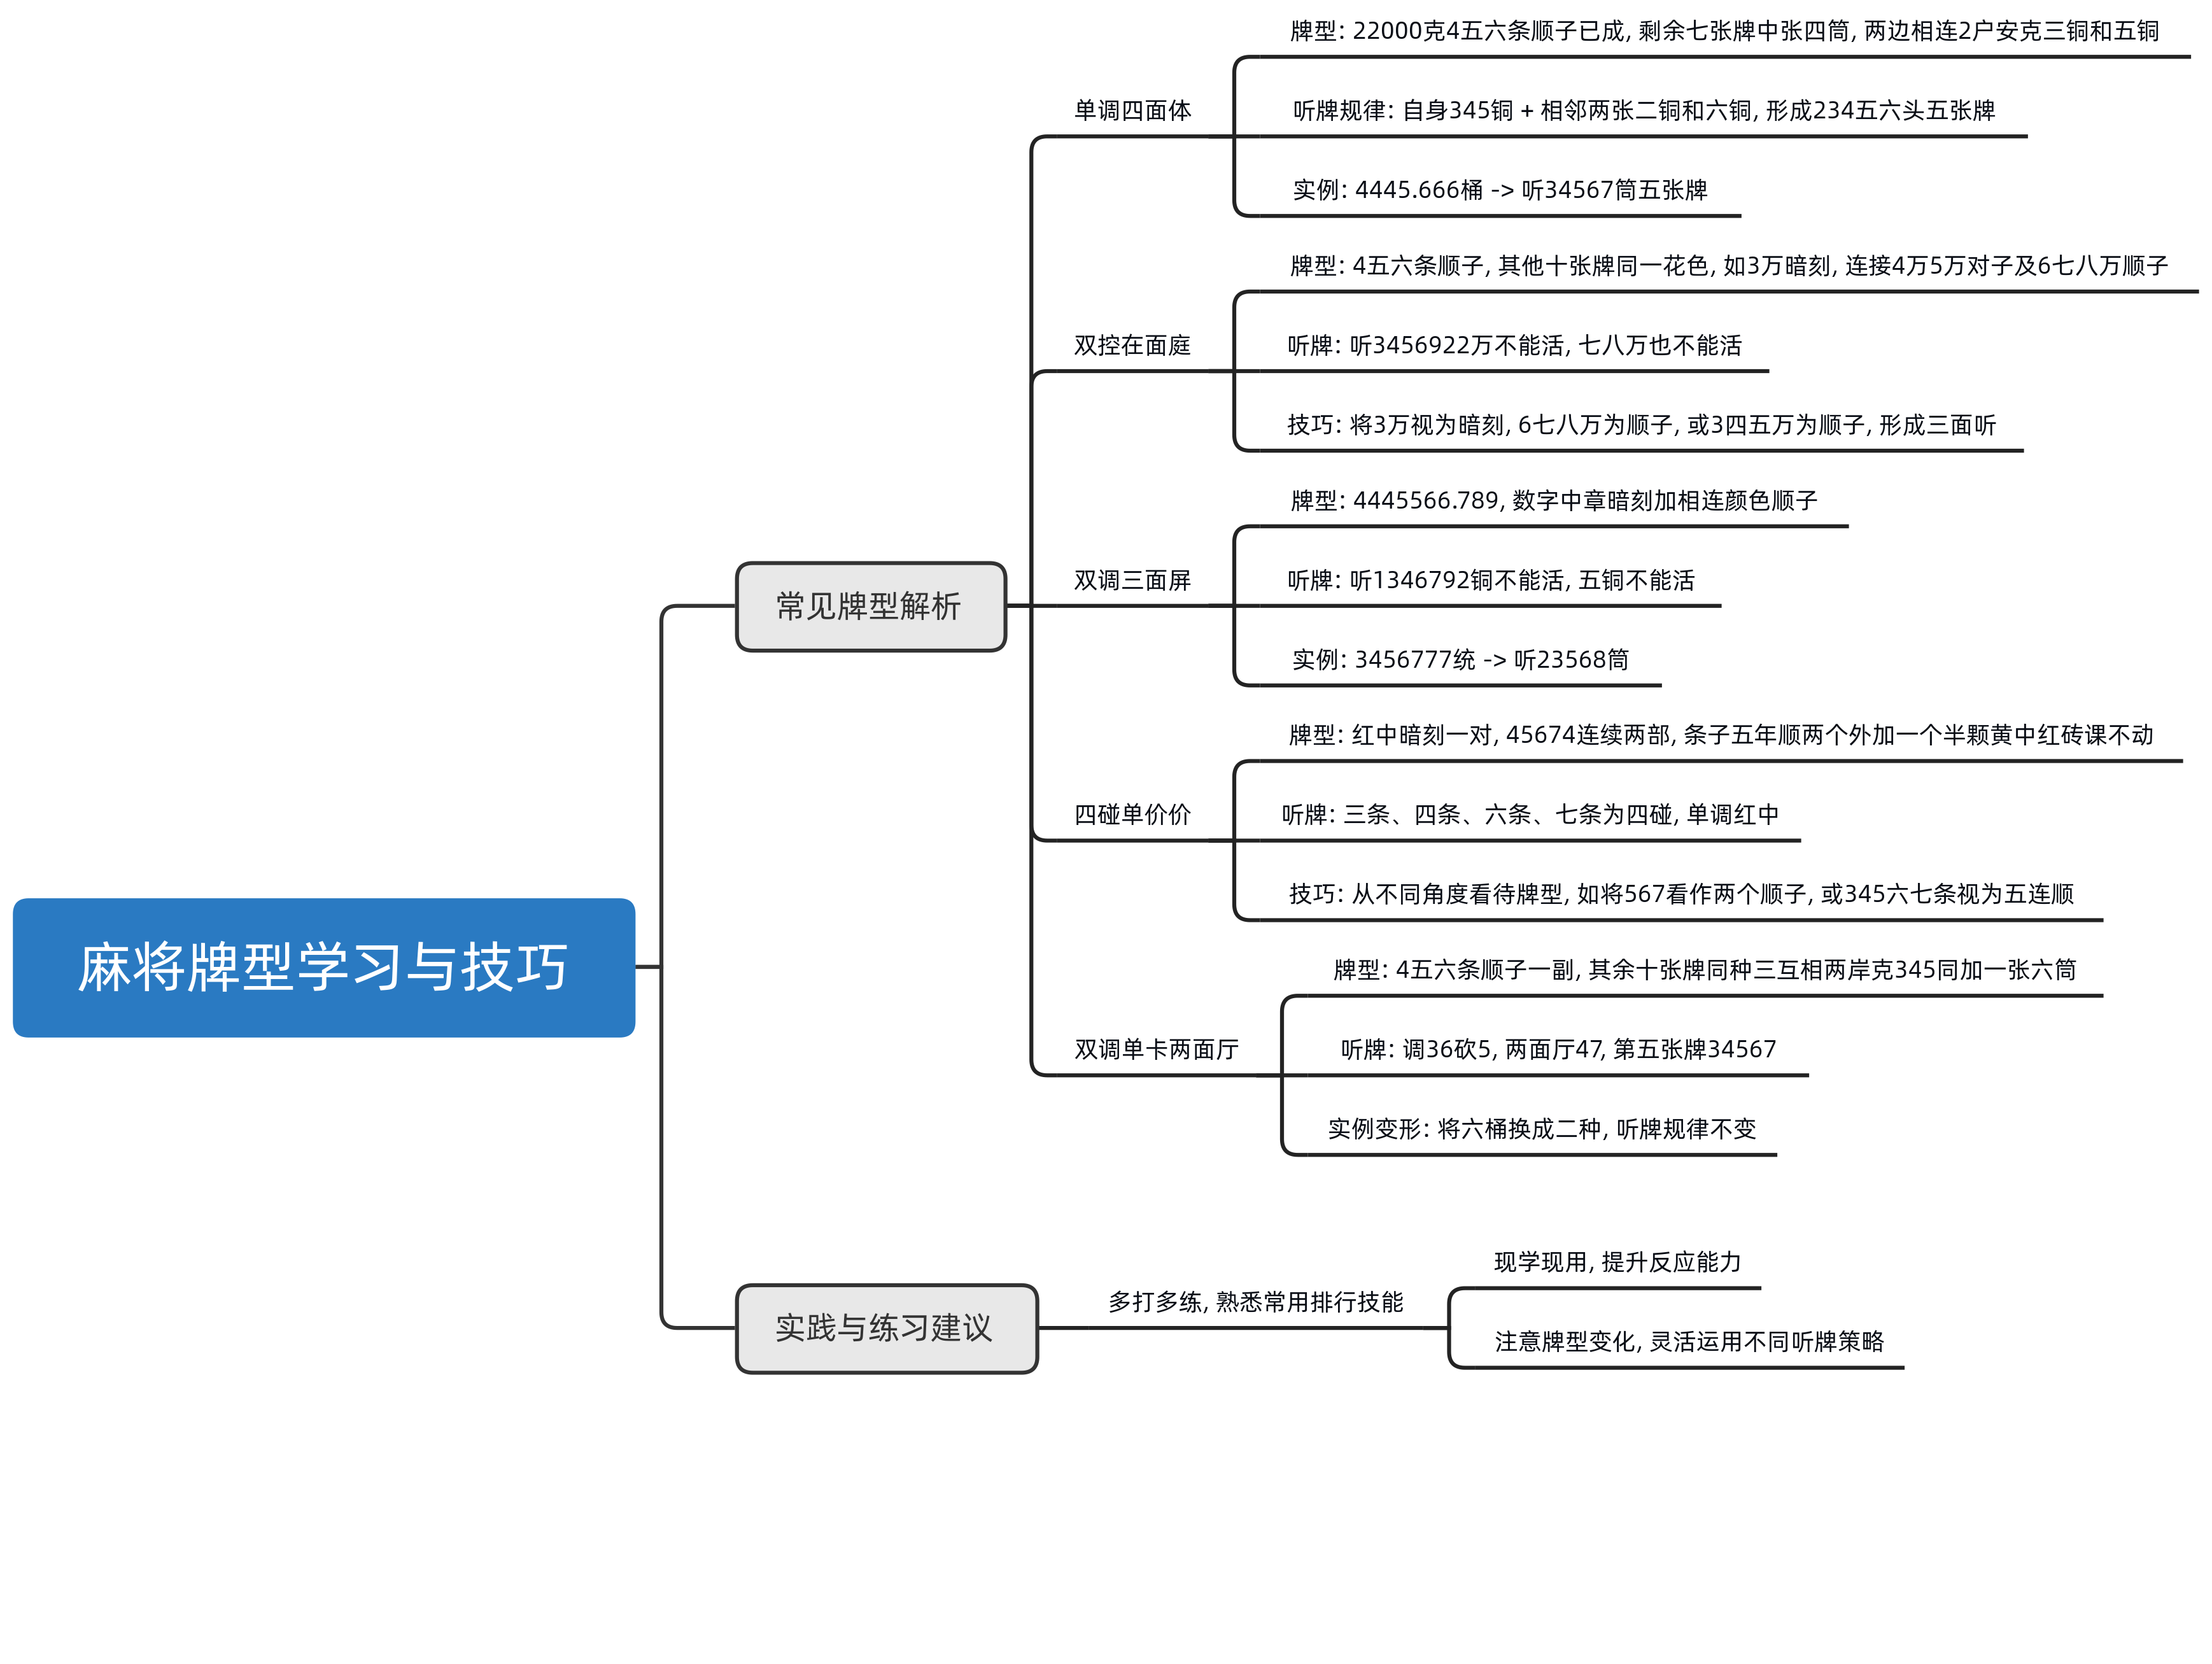 麻将牌型学习与技巧
常见牌型解析
单调四面体
牌型: 22000克4五六条顺子已成, 剩余七张牌中张四筒, 两边相连2户安克三铜和五铜
听牌规律: 自身345铜 + 相邻两张二铜和六铜, 形成234五六头五张牌
实例: 4445.666桶 -> 听34567筒五张牌
双控在面庭
牌型: 4五六条顺子, 其他十张牌同一花色, 如3万暗刻, 连接4万5万对子及6七八万顺子
听牌: 听3456922万不能活, 七八万也不能活
技巧: 将3万视为暗刻, 6七八万为顺子, 或3四五万为顺子, 形成三面听
双调三面屏
牌型: 4445566.789, 数字中章暗刻加相连颜色顺子
听牌: 听1346792铜不能活, 五铜不能活
实例: 3456777统 -> 听23568筒
四碰单价价
牌型: 红中暗刻一对, 45674连续两部, 条子五年顺两个外加一个半颗黄中红砖课不动
听牌: 三条、四条、六条、七条为四碰, 单调红中
技巧: 从不同角度看待牌型, 如将567看作两个顺子, 或345六七条视为五连顺
双调单卡两面厅
牌型: 4五六条顺子一副, 其余十张牌同种三互相两岸克345同加一张六筒
听牌: 调36砍5, 两面厅47, 第五张牌34567
实例变形: 将六桶换成二种, 听牌规律不变
实践与练习建议
多打多练, 熟悉常用排行技能
现学现用, 提升反应能力
注意牌型变化, 灵活运用不同听牌策略